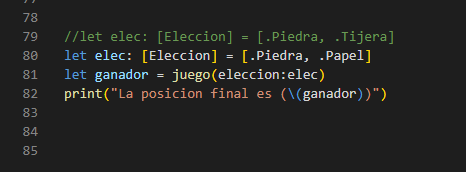 78
79 //let elec: [Eleccion] = [.Piedra, .Tijera]
80 let elec: [Eleccion] = [.Piedra, .Papel]
81 let ganador = juego(eleccion:elec)
82 print("La posicion final es (\(ganador))")
83
84
85